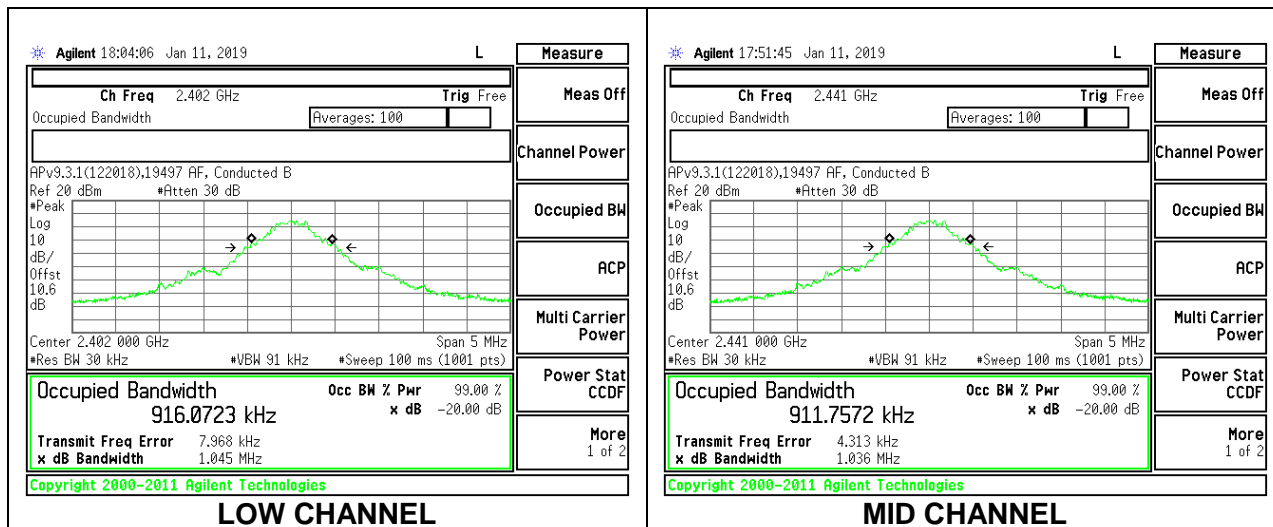 Agilent 18:04:06 Jan 11, 2019 L
Measure
Ch Freq 2.402 GHz Trig Free
Occupied Bandwidth Averages: 100
APv9.3.1(122018),19497 AF, Conducted B
Ref 20 dBm #Atten 30 dB
#Peak
Log
10
dB/
Offst
10.6
dB
Center 2.402 000 GHz Span 5 MHz
#Res BW 30 kHz #VBW 91 kHz #Sweep 100 ms (1001 pts)
Occupied Bandwidth Occ BW % Pwr 99.00 %
916.0723 kHz x dB -20.00 dB
Transmit Freq Error 7.968 kHz
x dB Bandwidth 1.045 MHz
Copyright 2000-2011 Agilent Technologies
Meas Off
Channel Power
Occupied BW
ACP
Multi Carrier
Power
Power Stat
CCDF
More
1 of 2
LOW CHANNEL
Agilent 17:51:45 Jan 11, 2019 L
Measure
Ch Freq 2.441 GHz Trig Free
Occupied Bandwidth Averages: 100
APv9.3.1(122018),19497 AF, Conducted B
Ref 20 dBm #Atten 30 dB
#Peak
Log
10
dB/
Offst
10.6
dB
Center 2.441 000 GHz Span 5 MHz
#Res BW 30 kHz #VBW 91 kHz #Sweep 100 ms (1001 pts)
Occupied Bandwidth Occ BW % Pwr 99.00 %
911.7572 kHz x dB -20.00 dB
Transmit Freq Error 4.313 kHz
x dB Bandwidth 1.036 MHz
Copyright 2000-2011 Agilent Technologies
Meas Off
Channel Power
Occupied BW
ACP
Multi Carrier
Power
Power Stat
CCDF
More
1 of 2
MID CHANNEL